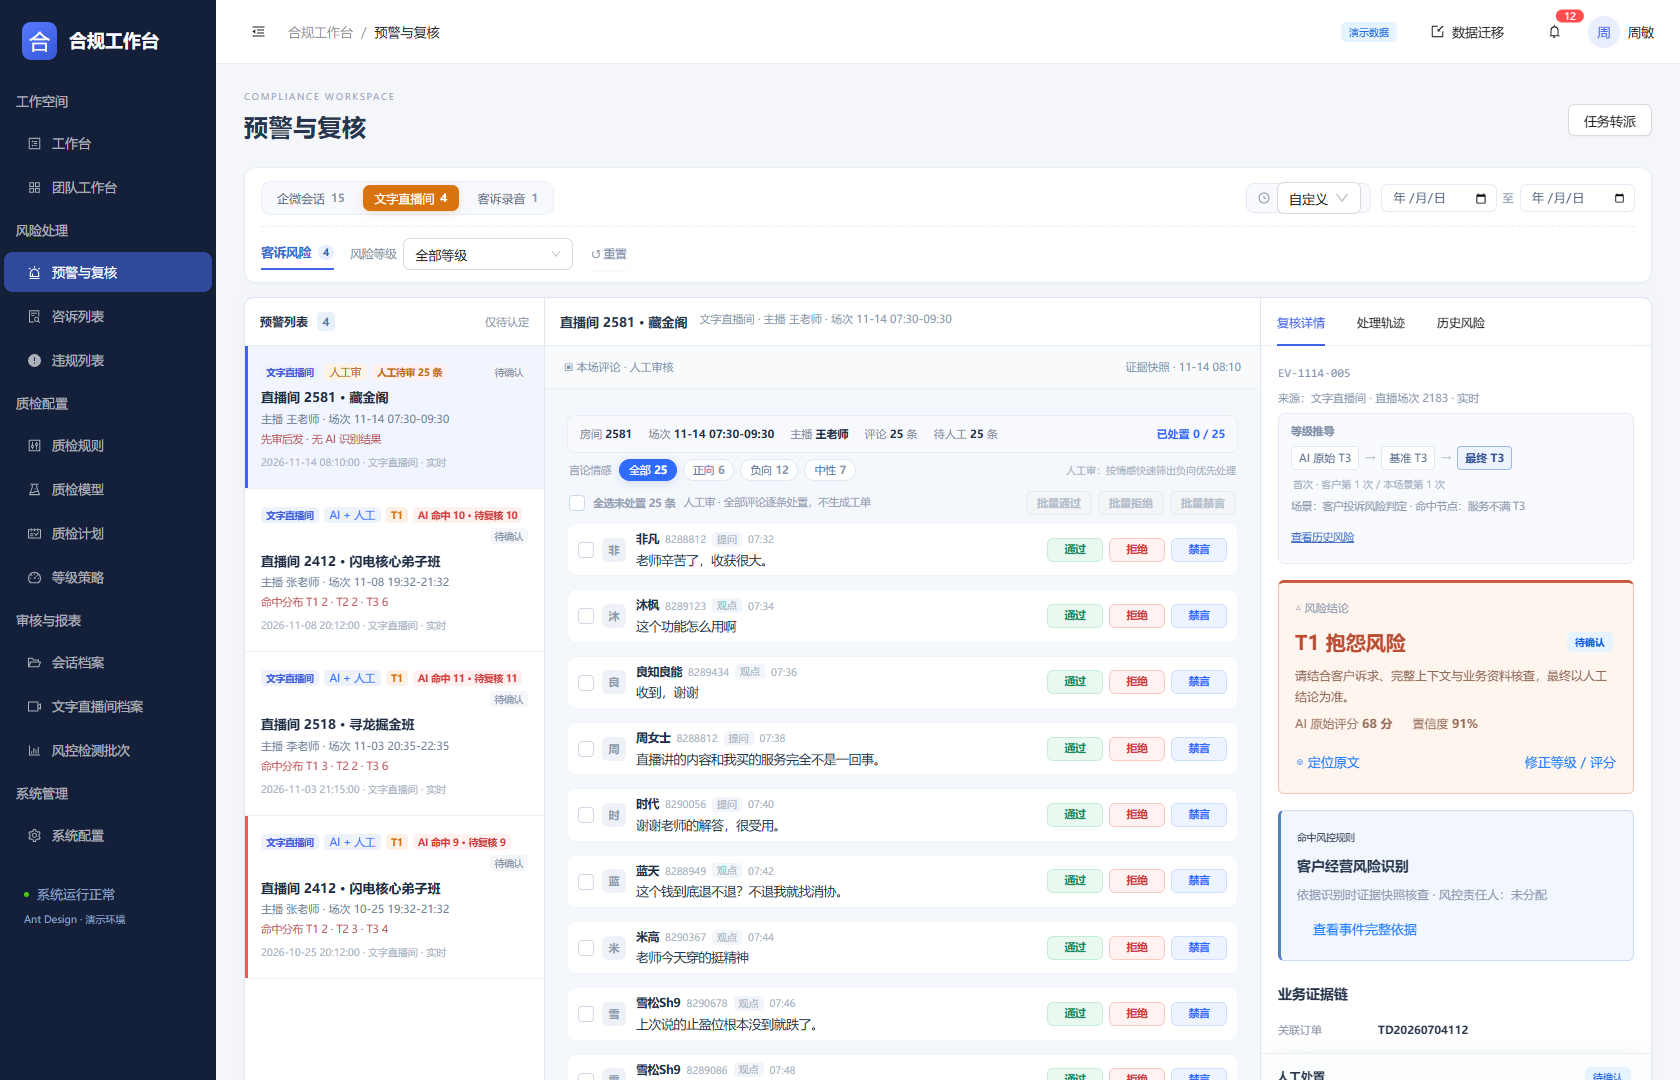 合 合规工作台
工作空间
工作台
团队工作台
风险处理
预警与复核
咨诉列表
违规列表
质检配置
质检规则
质检模型
质检计划
等级策略
审核与报表
会话档案
文字直播间档案
风控检测批次
系统管理
系统配置
系统运行正常
Ant Design · 演示环境
合规工作台 / 预警与复核
演示数据
数据迁移
12
周 周敏
COMPLIANCE WORKSPACE
预警与复核
任务转派
企微会话 15 文字直播间 4 客诉录音 1
自定义
年 /月/日 至 年 /月/日
客诉风险 4 风险等级 全部等级 ↺ 重置
预警列表 4 仅待认定
文字直播间 人工审 人工待审 25 条 待确认
直播间 2581 • 藏金阁
主播 王老师 · 场次 11-14 07:30-09:30
先审后发 · 无 AI 识别结果
2026-11-14 08:10:00 · 文字直播间 · 实时
文字直播间 AI + 人工 T1 AI 命中 10 • 待复核 10
待确认
直播间 2412 • 闪电核心弟子班
主播 张老师 · 场次 11-08 19:32-21:32
命中分布 T1 2 · T2 2 · T3 6
2026-11-08 20:12:00 · 文字直播间 · 实时
文字直播间 AI + 人工 T1 AI 命中 11 • 待复核 11
待确认
直播间 2518 • 寻龙掘金班
主播 李老师 · 场次 11-03 20:35-22:35
命中分布 T1 3 · T2 2 · T3 6
2026-11-03 21:15:00 · 文字直播间 · 实时
文字直播间 AI + 人工 T1 AI 命中 9 • 待复核 9
待确认
直播间 2412 • 闪电核心弟子班
主播 张老师 · 场次 10-25 19:32-21:32
命中分布 T1 2 · T2 3 · T3 4
2026-10-25 20:12:00 · 文字直播间 · 实时
直播间 2581 • 藏金阁 文字直播间 · 主播 王老师 · 场次 11-14 07:30-09:30
本场评论 · 人工审核 证据快照 · 11-14 08:10
房间 2581 场次 11-14 07:30-09:30 主播 王老师 评论 25 条 待人工 25 条 已处置 0 / 25
言论情感 全部 25 正向 6 负向 12 中性 7 人工审：按情感快速筛出负向优先处理
全选未处置 25 条 人工审 · 全部评论逐条处置，不生成工单 批量通过 批量拒绝 批量禁言
非 非凡 8288812 提问 07:32
老师辛苦了，收获很大。
通过 拒绝 禁言
沐 沐枫 8289123 观点 07:34
这个功能怎么用啊
通过 拒绝 禁言
良 良知良能 8289434 观点 07:36
收到，谢谢
通过 拒绝 禁言
周 周女士 8288812 提问 07:38
直播讲的内容和我买的服务完全不是一回事。
通过 拒绝 禁言
时 时代 8290056 提问 07:40
谢谢老师的解答，很受用。
通过 拒绝 禁言
蓝 蓝天 8288949 观点 07:42
这个钱到底退不退？不退我就找消协。
通过 拒绝 禁言
米 米高 8290367 观点 07:44
老师今天穿的挺精神
通过 拒绝 禁言
雪 雪松Sh9 8290678 观点 07:46
上次说的止盈位根本没到就跌了。
通过 拒绝 禁言
雪 雪松Sh9 8289086 观点 07:48
通过 拒绝 禁言
复核详情 处理轨迹 历史风险
EV-1114-005
来源：文字直播间 · 直播场次 2183 · 实时
等级推导
AI 原始 T3 → 基准 T3 → 最终 T3
首次 · 客户第 1 次 / 本场景第 1 次
场景：客户投诉风险判定 · 命中节点：服务不满 T3
查看历史风险
风险结论
T1 抱怨风险 待确认
请结合客户诉求、完整上下文与业务资料核查，最终以人工
结论为准。
AI 原始评分 68 分 置信度 91%
定位原文 修正等级 / 评分
命中风控规则
客户经营风险识别
依据识别时证据快照核查 · 风控责任人：未分配
查看事件完整依据
业务证据链
关联订单 TD20260704112
人工处置 待确认